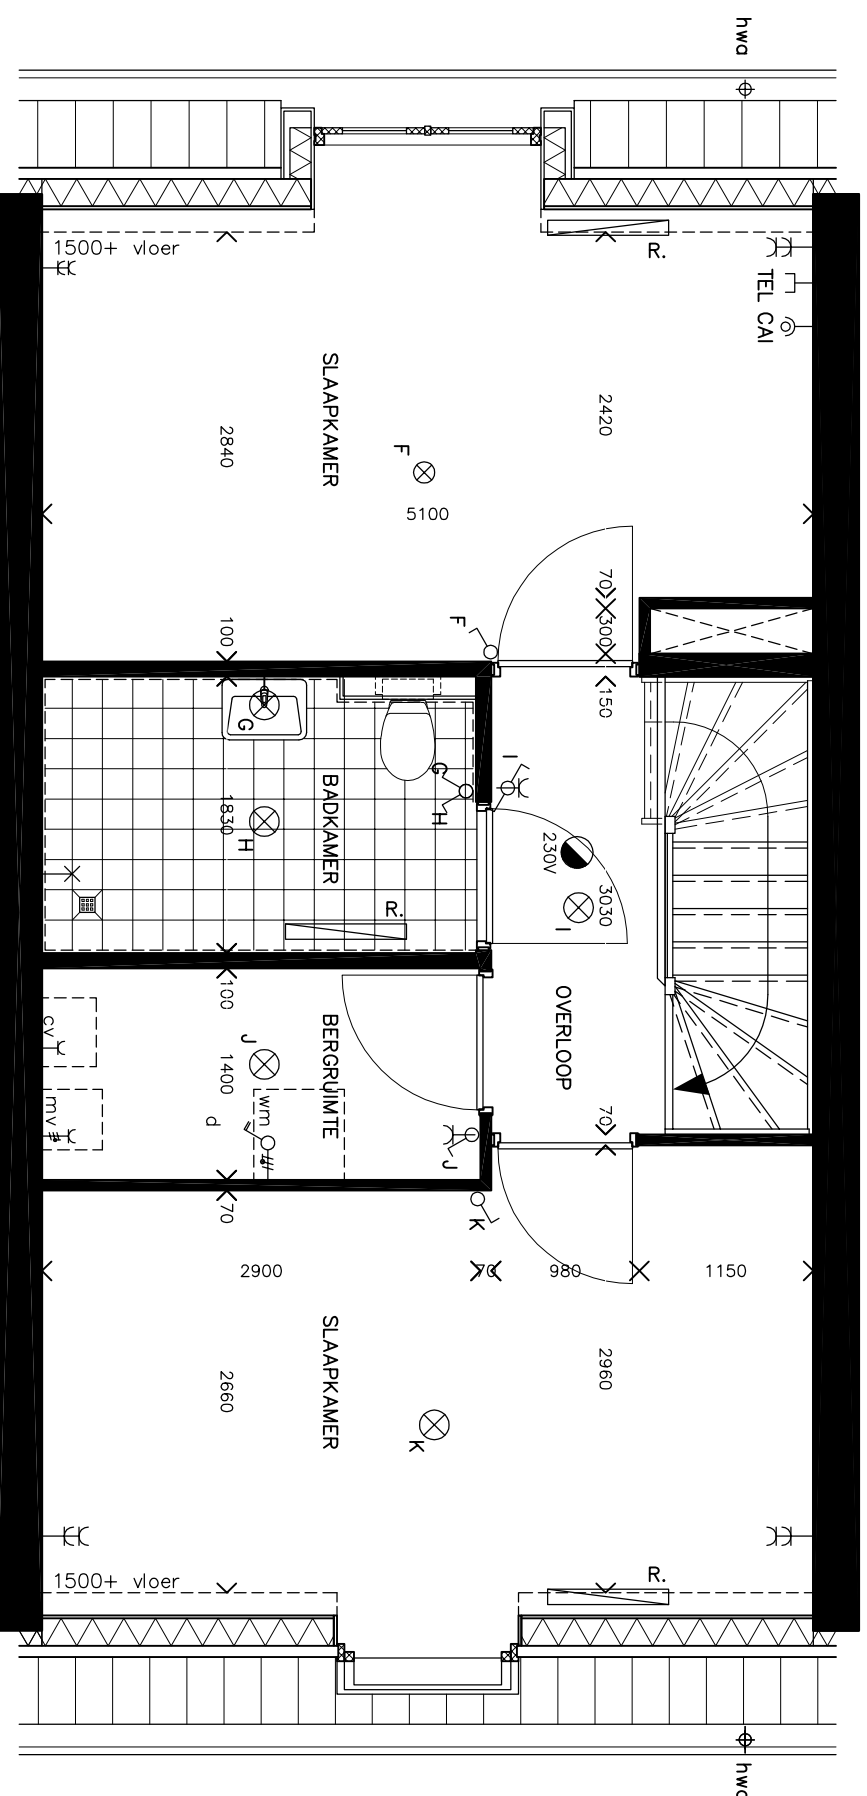 hwa
1500+ vloer
R.
TEL CAI
SLAAPKAMER
2840
2420
F
5100
70
300
100
F
150
G
I
G
H
BADKAMER
1830
H
230V
3030
I
R.
100
OVERLOOP
cv
J
1400
BERGRUIMTE
mv
wm
d
70
J
70
K
2900
70
980
1150
SLAAPKAMER
2660
2960
K
R.
1500+ vloer
hwa